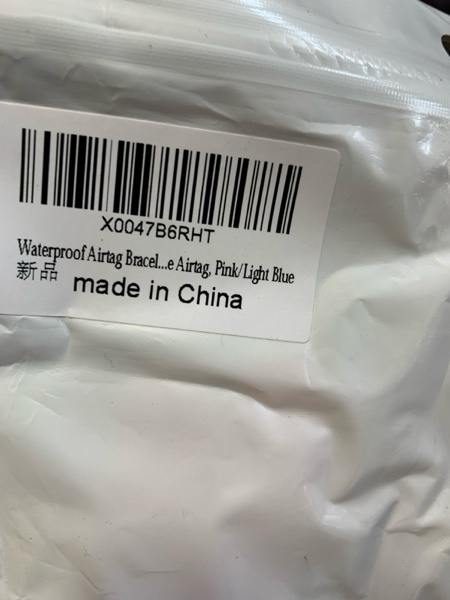 X0047B6RHT
Waterproof Airtag Bracel...e Airtag, Pink/Light Blue
新品 made in China